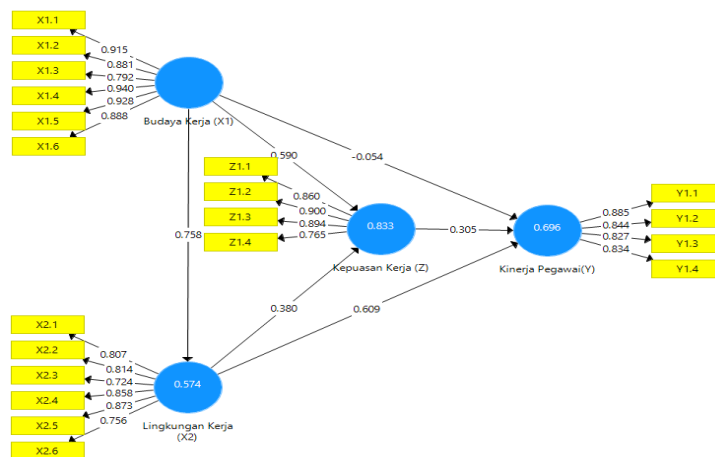 X1.1
X1.2
X1.3
X1.4
X1.5
X1.6
0.915
0.881
0.792
0.940
0.928
0.888
Budaya Kerja (X1)
0.590
-0.054
0.758
Z1.1
Z1.2
Z1.3
Z1.4
0.860
0.900
0.894
0.765
0.833
Kepuasan Kerja (Z)
0.305
0.696
Kinerja Pegawai(Y)
0.885
0.844
0.827
0.834
Y1.1
Y1.2
Y1.3
Y1.4
0.380
0.609
X2.1
X2.2
X2.3
X2.4
X2.5
X2.6
0.807
0.814
0.724
0.858
0.873
0.756
0.574
Lingkungan Kerja
(X2)